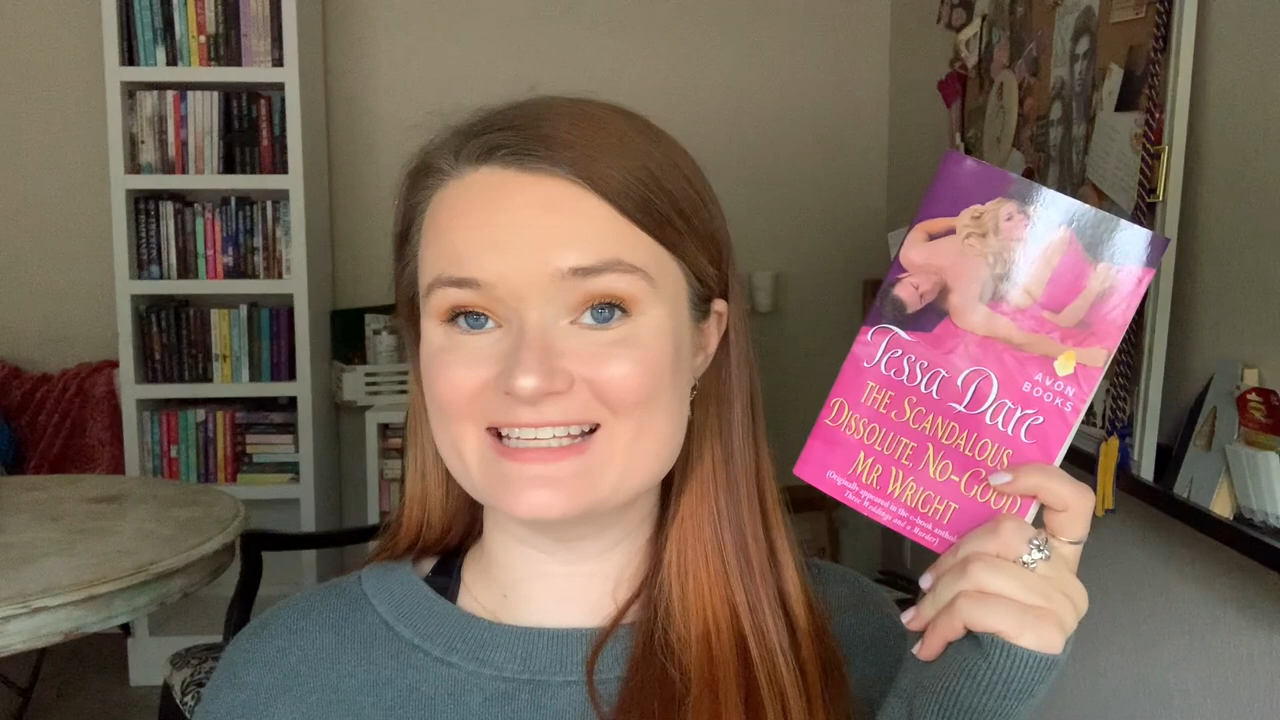 Tessa Dare
AVON
BOOKS
THE SCANDALOUS,
DISSOLUTE, NO-GOOD
MR. WRIGHT
(Originally appeared in the e-book
Three Weddings and a Murder)